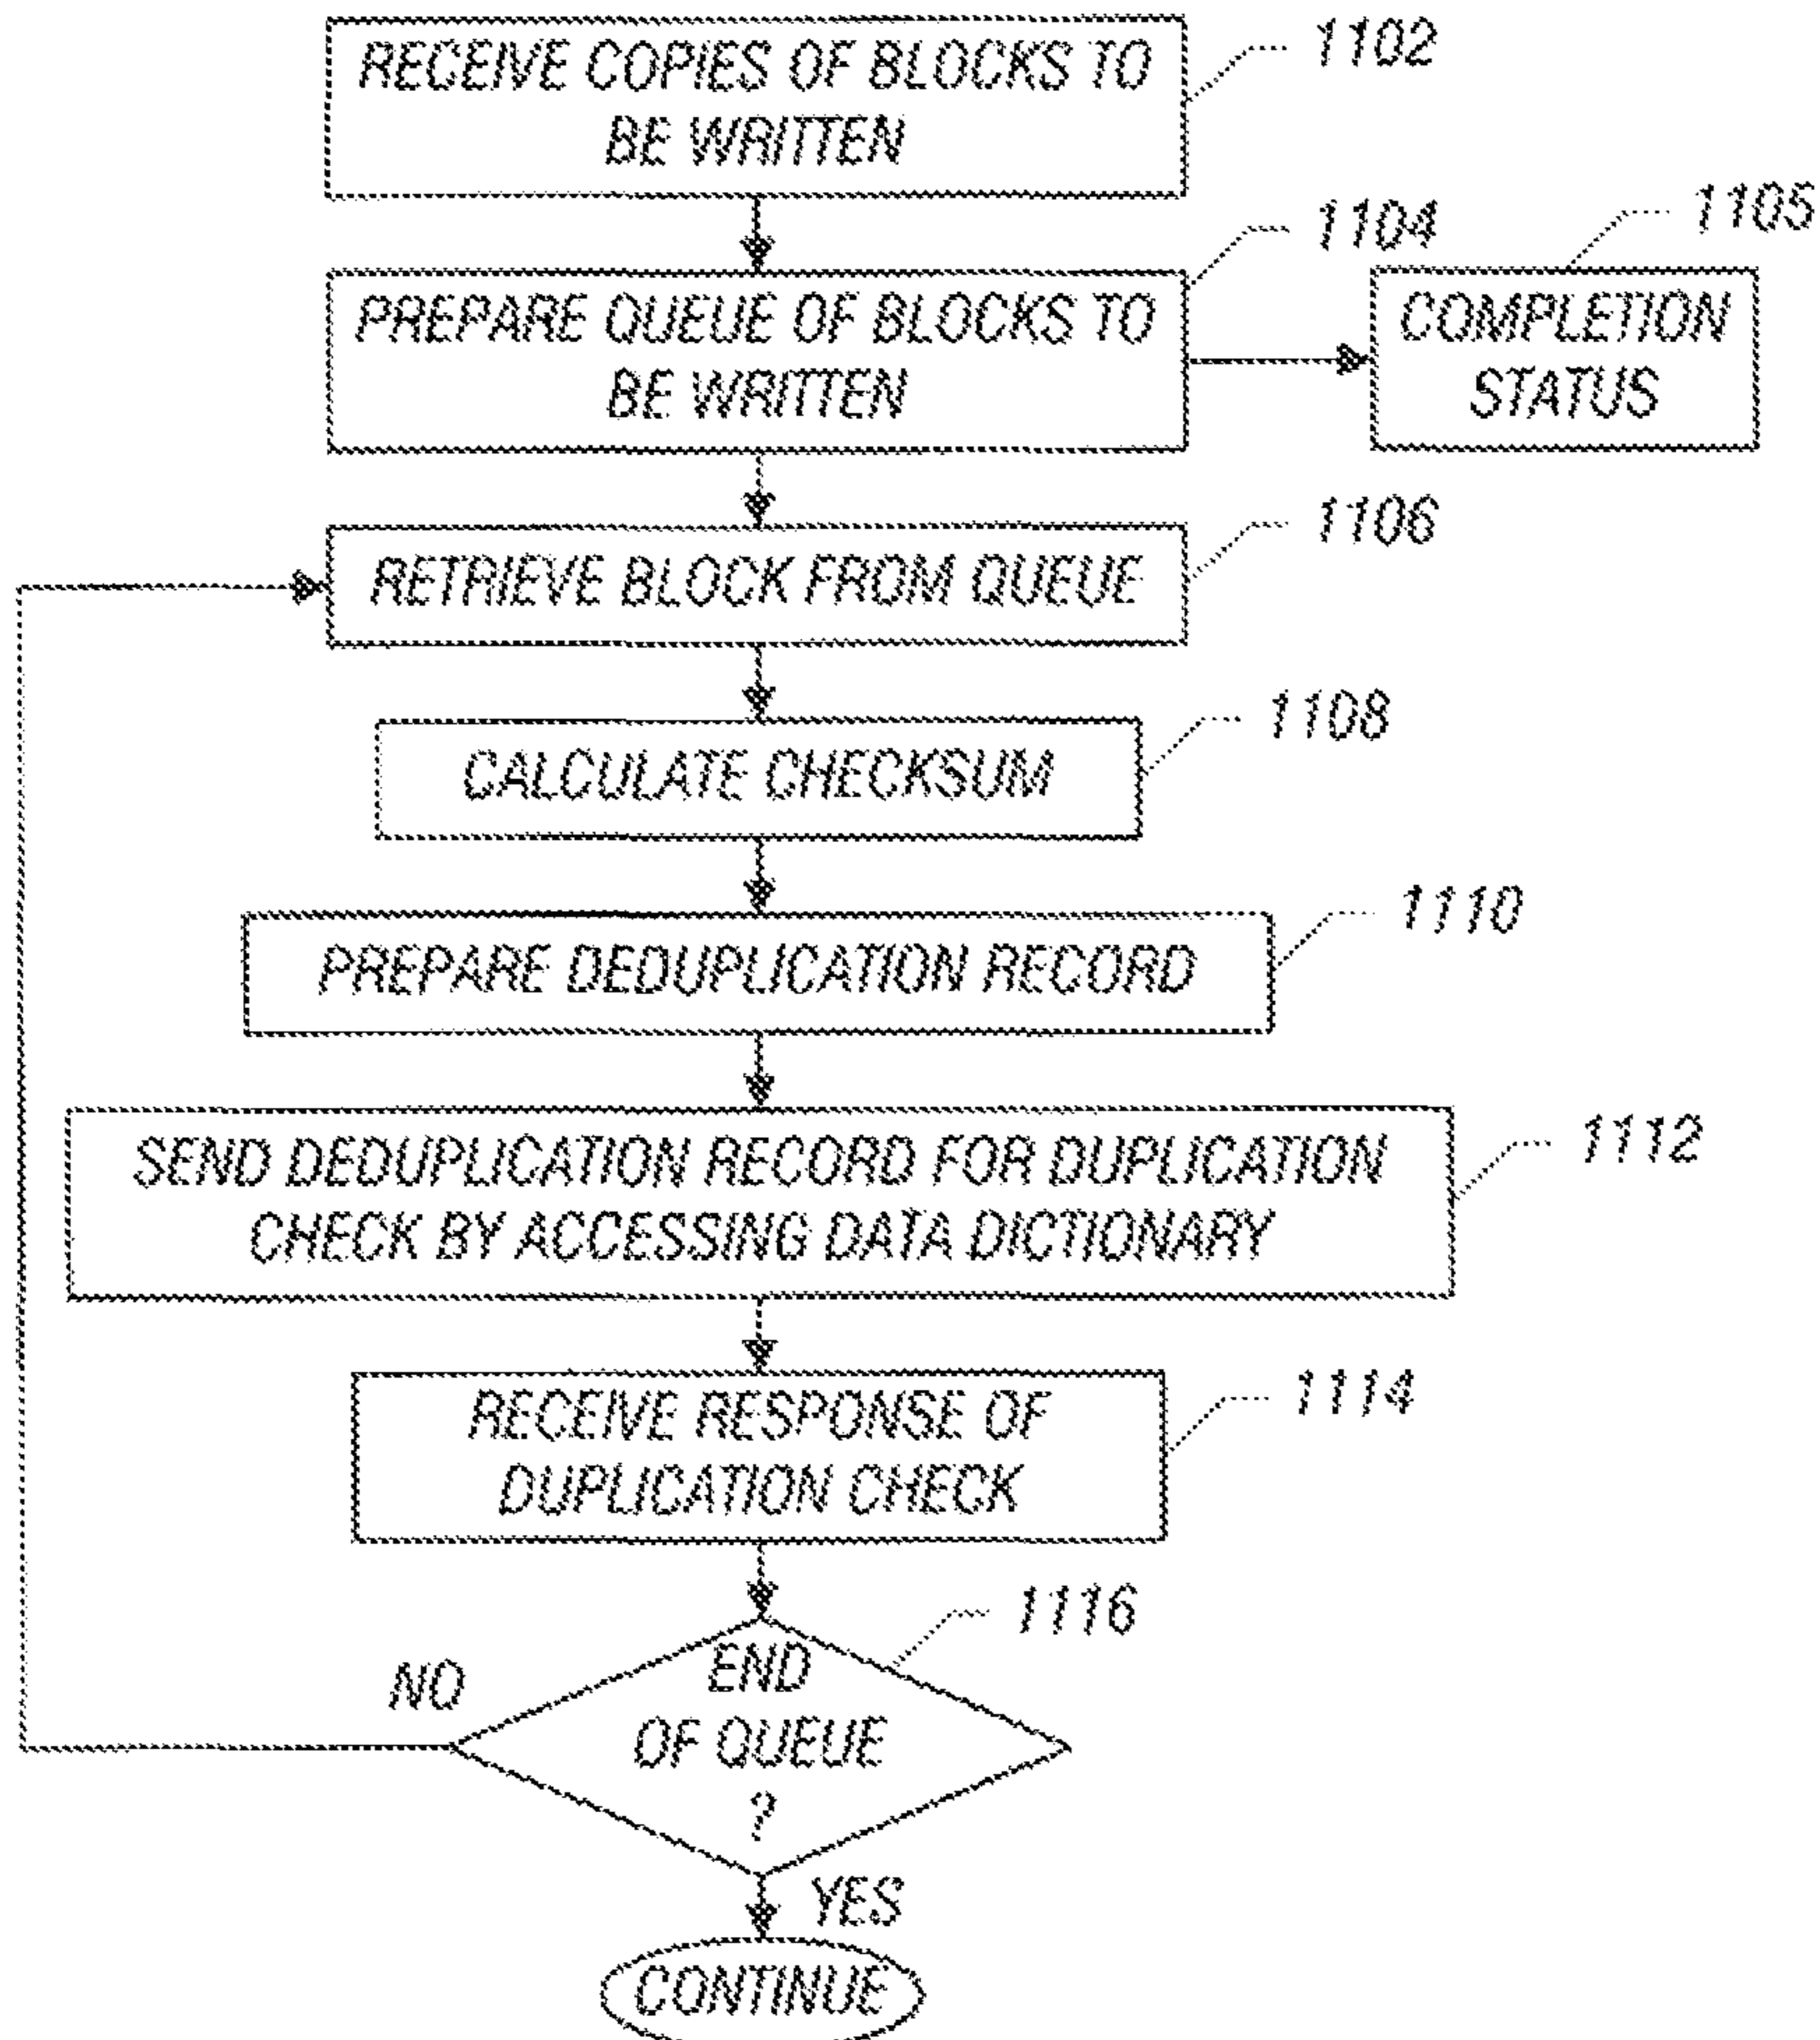 RECEIVE COPIES OF BLOCKS TO
BE WRITTEN
1102
PREPARE QUEUE OF BLOCKS TO
BE WRITTEN
1104
COMPLETION
STATUS
1105
RETRIEVE BLOCK FROM QUEUE
1106
CALCULATE CHECKSUM
1108
PREPARE DEDUPLICATION RECORD
1110
SEND DEDUPLICATION RECORD FOR DUPLICATION
CHECK BY ACCESSING DATA DICTIONARY
1112
RECEIVE RESPONSE OF
DUPLICATION CHECK
1114
END
OF QUEUE
?
1116
NO
YES
CONTINUE